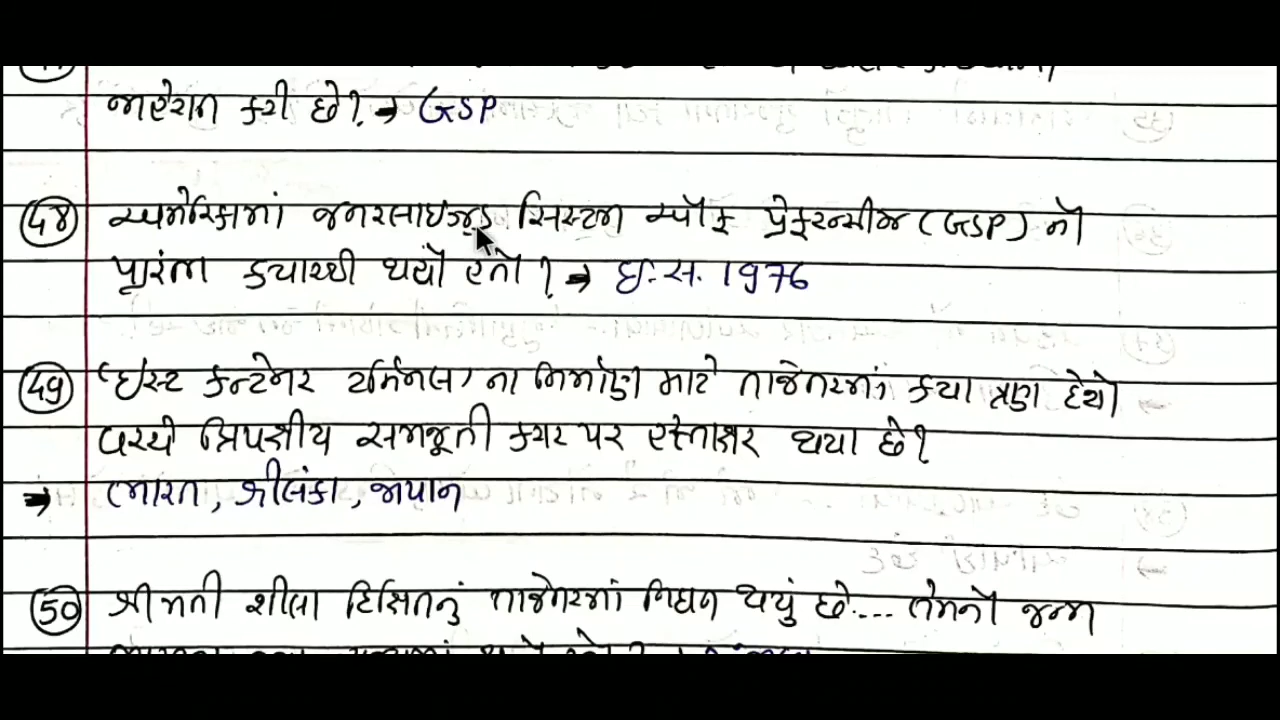 જાહેરાત કરી છે? → GSP
(48) અમેરિકામાં જનરલાઇઝ્ડ સિસ્ટમ ઓફ પ્રેફરન્સીજ (GSP) નો
પ્રારંભ ક્યારથી થયો હતો? → ઇ.સ. 1976
(49) 'ઇસ્ટ કન્ટેનર ટર્મિનલ' ના નિર્માણ માટે તાજેતરમાં ક્યા ત્રણ દેશો
વચ્ચે ત્રિપક્ષીય સમજૂતી કરાર પર હસ્તાક્ષર થયા છે?
→ ભારત, શ્રીલંકા, જાપાન
(50) શ્રીમતી શીલા દિક્ષિતનું તાજેતરમાં નિધન થયું છે.... તેમનો જન્મ